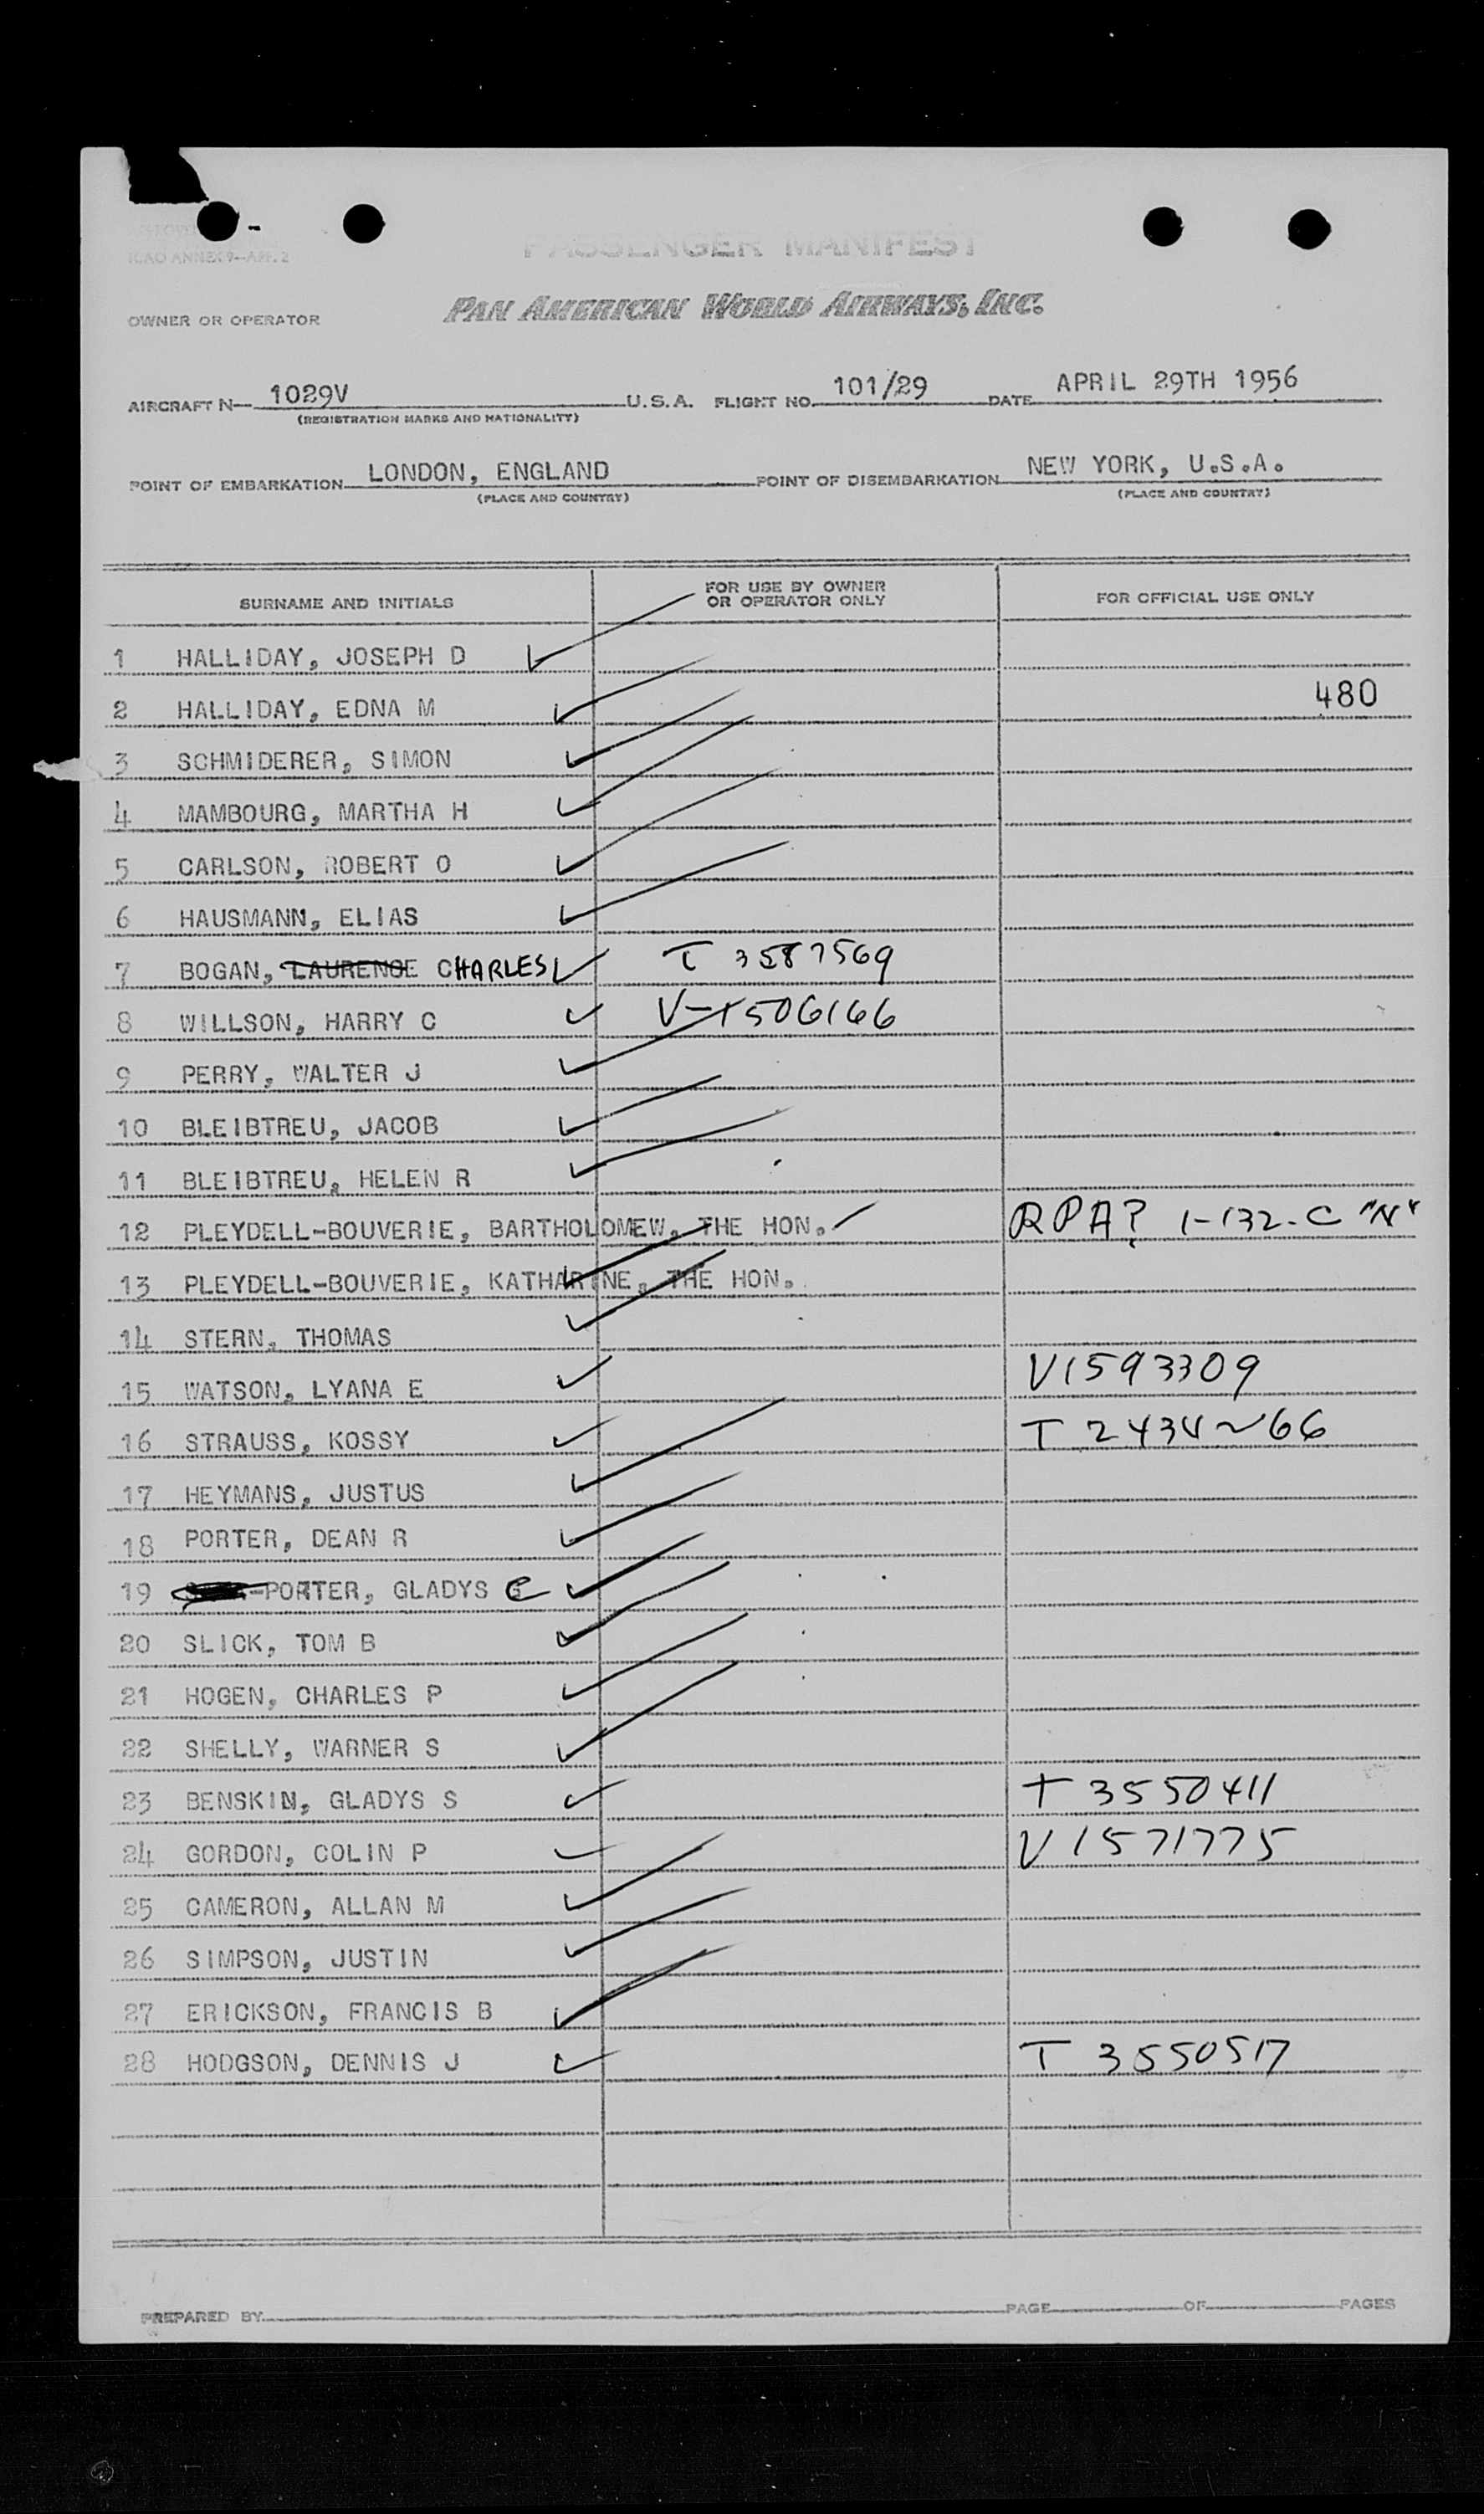 ICAO ANNEX 9-APP. 2
PASSENGER MANIFEST
OWNER OR OPERATOR PAN AMERICAN WORLD AIRWAYS, INC.
AIRCRAFT N- 1029V U.S.A. FLIGHT NO. 101/29 DATE APRIL 29TH 1956
(REGISTRATION MARKS AND NATIONALITY)
POINT OF EMBARKATION LONDON, ENGLAND POINT OF DISEMBARKATION NEW YORK, U.S.A.
(PLACE AND COUNTRY) (PLACE AND COUNTRY)
SURNAME AND INITIALS FOR USE BY OWNER OR OPERATOR ONLY FOR OFFICIAL USE ONLY
1 HALLIDAY, JOSEPH D
2 HALLIDAY, EDNA M 480
3 SCHMIDERER, SIMON
4 MAMBOURG, MARTHA H
5 CARLSON, ROBERT O
6 HAUSMANN, ELIAS
7 BOGAN, LAURENCE CHARLES T 3587569
8 WILLSON, HARRY C V-1506166
9 PERRY, WALTER J
10 BLEIBTREU, JACOB
11 BLEIBTREU, HELEN R
12 PLEYDELL-BOUVERIE, BARTHOLOMEW, THE HON. RPA? 1-132-C "N"
13 PLEYDELL-BOUVERIE, KATHARINE, THE HON.
14 STERN, THOMAS
15 WATSON, LYANA E V1593309
16 STRAUSS, KOSSY T
17 HEYMANS, JUSTUS
18 PORTER, DEAN R
19 -PORTER, GLADYS C
20 SLICK, TOM B
21 HOGEN, CHARLES P
22 SHELLY, WARNER S
23 BENSKIN, GLADYS S T 3550411
24 GORDON, COLIN P V 1571775
25 CAMERON, ALLAN M
26 SIMPSON, JUSTIN
27 ERICKSON, FRANCIS B
28 HODGSON, DENNIS J T 3550517
PREPARED BY PAGE OF PAGES